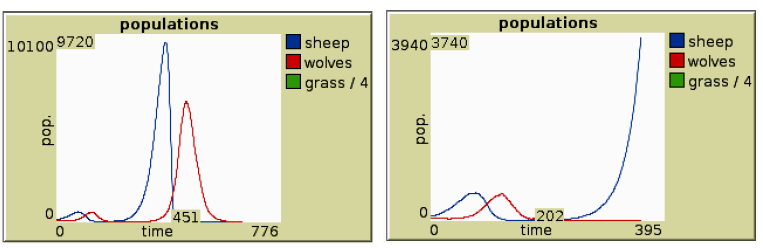 populations
10100
9720
pop.
0
451
0
time
776
sheep
wolves
grass / 4
populations
3940
3740
pop.
0
202
0
time
395
sheep
wolves
grass / 4